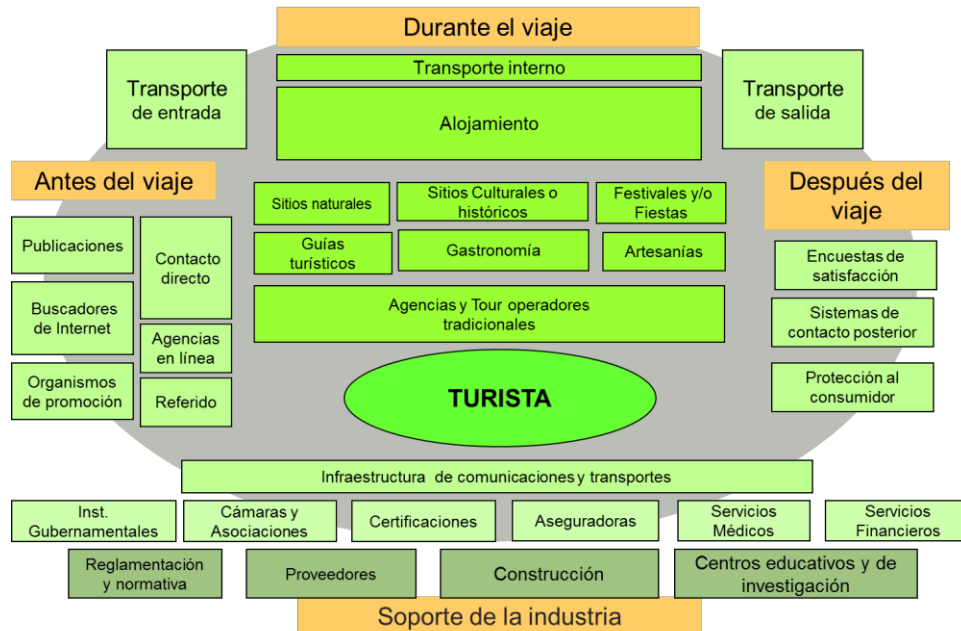 Durante el viaje
Transporte interno
Transporte
de entrada
Alojamiento
Transporte
de salida
Antes del viaje
Publicaciones
Contacto
directo
Buscadores
de Internet
Agencias
en línea
Organismos
de promoción
Referido
Sitios naturales
Sitios Culturales o
históricos
Festivales y/o
Fiestas
Guías
turísticos
Gastronomía
Artesanías
Agencias y Tour operadores
tradicionales
TURISTA
Después del
viaje
Encuestas de
satisfacción
Sistemas de
contacto posterior
Protección al
consumidor
Infraestructura de comunicaciones y transportes
Inst.
Gubernamentales
Cámaras y
Asociaciones
Certificaciones
Aseguradoras
Servicios
Médicos
Servicios
Financieros
Reglamentación
y normativa
Proveedores
Construcción
Centros educativos y de
investigación
Soporte de la industria